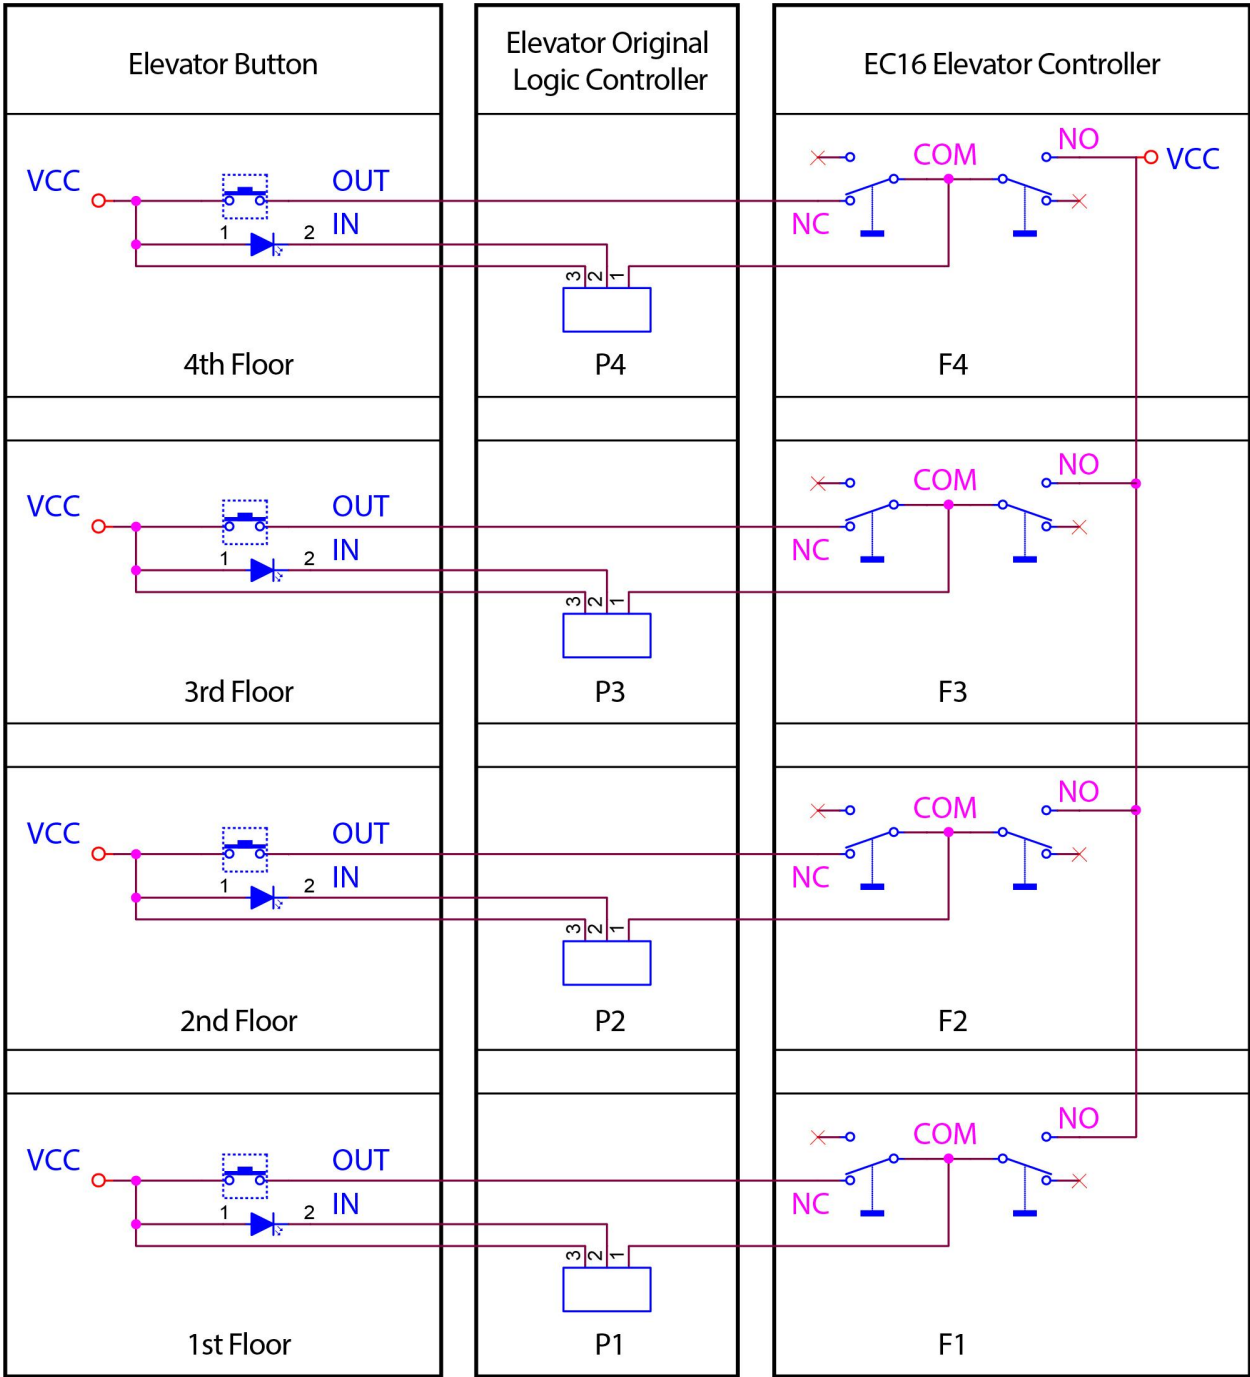 Elevator Button
Elevator Original
Logic Controller
EC16 Elevator Controller
VCC
OUT
IN
1
2
3
2
1
COM
NO
VCC
NC
4th Floor
P4
F4
VCC
OUT
IN
1
2
3
2
1
COM
NO
NC
3rd Floor
P3
F3
VCC
OUT
IN
1
2
3
2
1
COM
NO
NC
2nd Floor
P2
F2
VCC
OUT
IN
1
2
3
2
1
COM
NO
NC
1st Floor
P1
F1